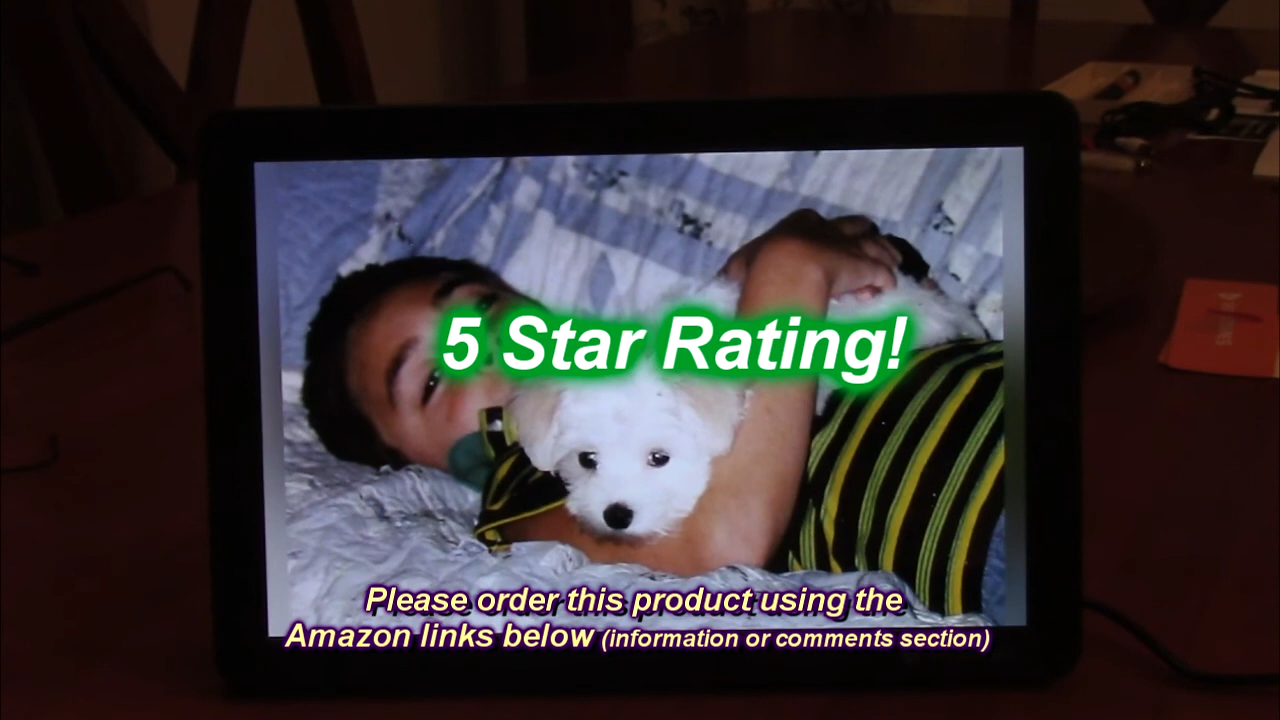 5 Star Rating!
Please order this product using the
Amazon links below (information or comments section)